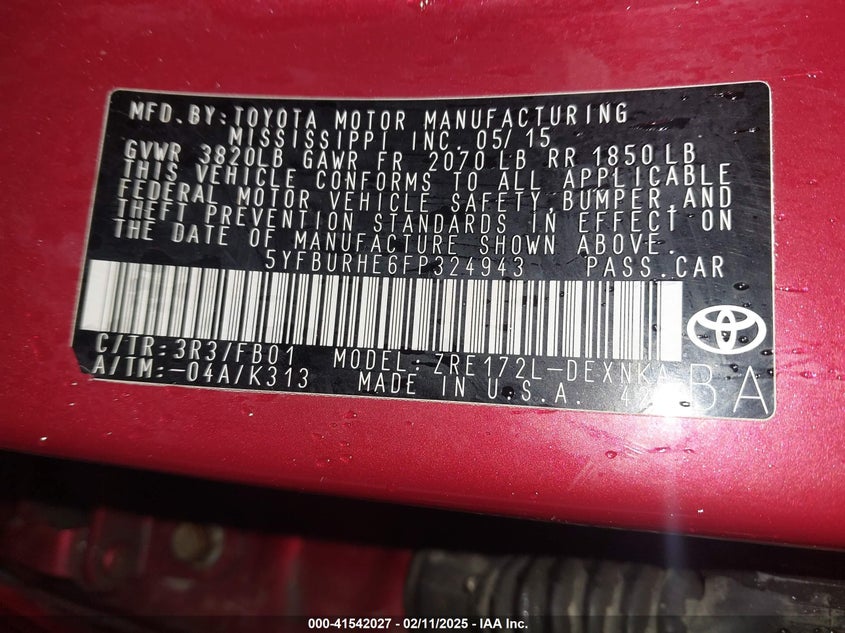 MFD.BY:TOYOTA MOTOR MANUFACTURING
MISSISSIPPI INC. 05/15
GVWR 3820LB GAWR FR 2070LB RR 1850LB
THIS VEHICLE CONFORMS TO ALL APPLICABLE
FEDERAL MOTOR VEHICLE SAFETY,BUMPER,AND
THEFT PREVENTION STANDARDS IN EFFECT ON
THE DATE OF MANUFACTURE SHOWN ABOVE.
5YFBURHE6FP324943 PASS.CAR
C/TR:3R3/FB01 MODEL:ZRE172L-DEXNKA
A/TM:-04A/K313 MADE IN U.S.A.
BA
000-41542027 - 02/11/2025 - IAA Inc.